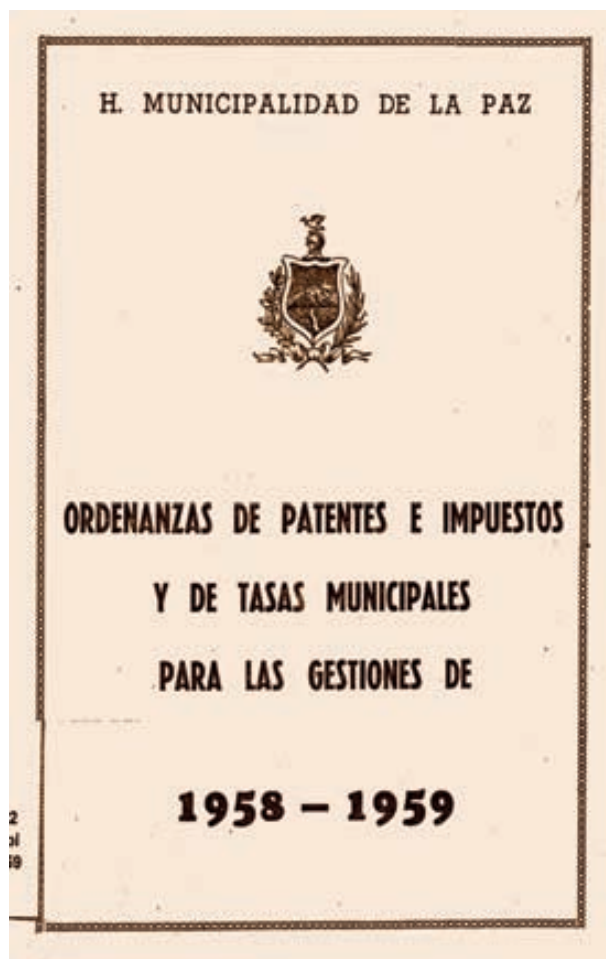 H. MUNICIPALIDAD DE LA PAZ
ORDENANZAS DE PATENTES E IMPUESTOS
Y DE TASAS MUNICIPALES
PARA LAS GESTIONES DE
1958 – 1959